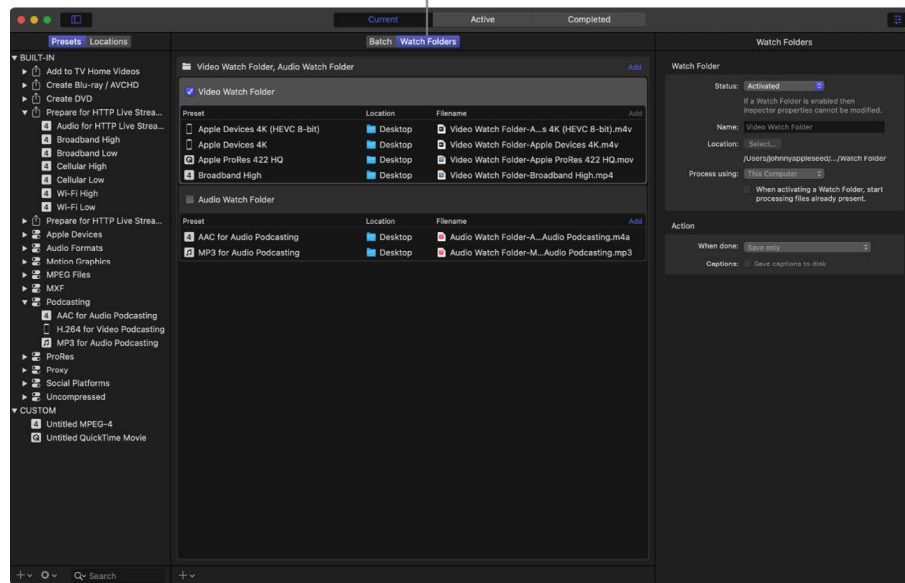 Current Active Completed
Presets Locations
Batch Watch Folders
Watch Folders
BUILT-IN
Add to TV Home Videos
Create Blu-ray / AVCHD
Create DVD
Prepare for HTTP Live Strea...
Audio for HTTP Live Strea...
Broadband High
Broadband Low
Cellular High
Cellular Low
Wi-Fi High
Wi-Fi Low
Prepare for HTTP Live Strea...
Apple Devices
Audio Formats
Motion Graphics
MPEG Files
MXF
Podcasting
AAC for Audio Podcasting
H.264 for Video Podcasting
MP3 for Audio Podcasting
ProRes
Proxy
Social Platforms
Uncompressed
CUSTOM
Untitled MPEG-4
Untitled QuickTime Movie
Search
Video Watch Folder, Audio Watch Folder Add
Video Watch Folder
Preset Location Filename Add
Apple Devices 4K (HEVC 8-bit) Desktop Video Watch Folder-A...s 4K (HEVC 8-bit).m4v
Apple Devices 4K Desktop Video Watch Folder-Apple Devices 4K.m4v
Apple ProRes 422 HQ Desktop Video Watch Folder-Apple ProRes 422 HQ.mov
Broadband High Desktop Video Watch Folder-Broadband High.mp4
Audio Watch Folder
Preset Location Filename Add
AAC for Audio Podcasting Desktop Audio Watch Folder-A...Audio Podcasting.m4a
MP3 for Audio Podcasting Desktop Audio Watch Folder-M...Audio Podcasting.mp3
Watch Folder
Status: Activated
If a Watch Folder is enabled then
inspector properties cannot be modified.
Name: Video Watch Folder
Location: Select...
/Users/johnnyappleseed/.../Watch Folder
Process using: This Computer
When activating a Watch Folder, start
processing files already present.
Action
When done: Save only
Captions: Save captions to disk